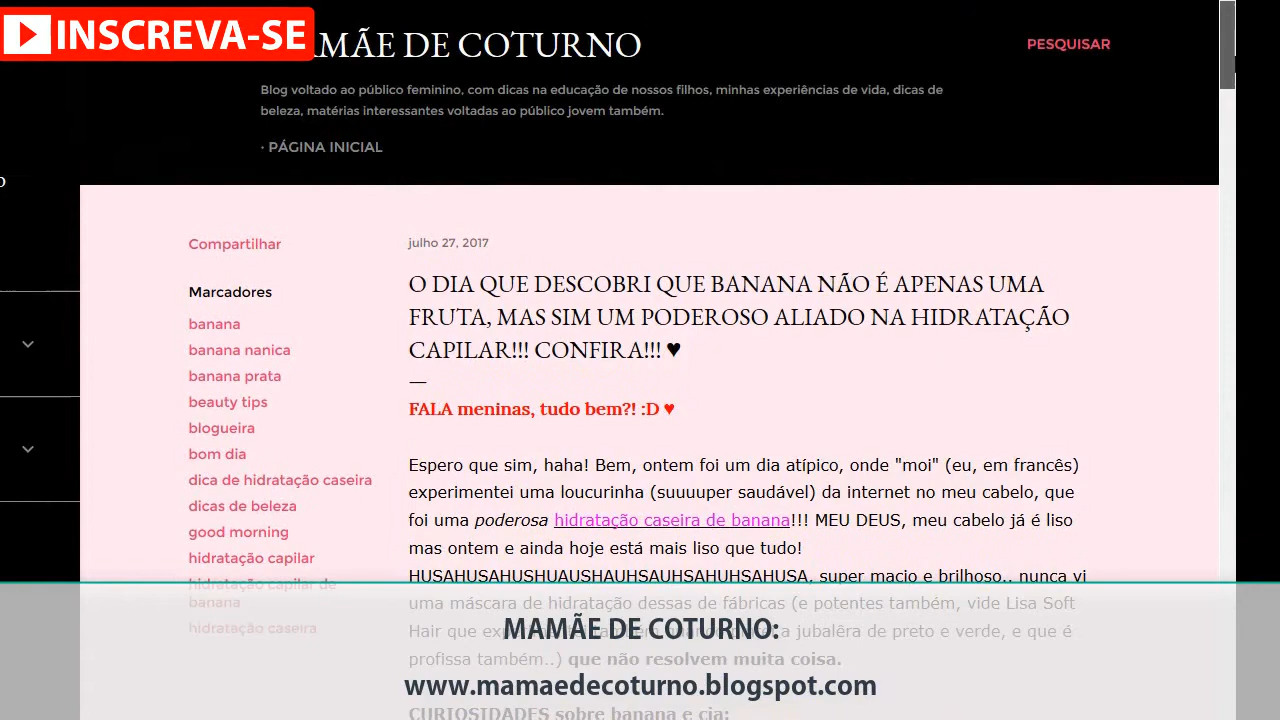 INSCREVA-SE
MÃE DE COTURNO
PESQUISAR
Blog voltado ao público feminino, com dicas na educação de nossos filhos, minhas experiências de vida, dicas de
beleza, matérias interessantes voltadas ao público jovem também.
· PÁGINA INICIAL
o
Compartilhar
julho 27, 2017
Marcadores
banana
banana nanica
banana prata
beauty tips
blogueira
bom dia
dica de hidratação caseira
dicas de beleza
good morning
hidratação capilar
hidratação capilar de
banana
hidratação caseira
O DIA QUE DESCOBRI QUE BANANA NÃO É APENAS UMA
FRUTA, MAS SIM UM PODEROSO ALIADO NA HIDRATAÇÃO
CAPILAR!!! CONFIRA!!! ♥
—
FALA meninas, tudo bem?! :D ♥
Espero que sim, haha! Bem, ontem foi um dia atípico, onde "moi" (eu, em francês)
experimentei uma loucurinha (suuuuper saudável) da internet no meu cabelo, que
foi uma poderosa hidratação caseira de banana!!! MEU DEUS, meu cabelo já é liso
mas ontem e ainda hoje está mais liso que tudo!
HUSAHUSAHUSHUAUSHAUHSAUHSAHUHSAHUSA, super macio e brilhoso.. nunca vi
uma máscara de hidratação dessas de fábricas (e potentes também, vide Lisa Soft
Hair que a jubalêra de preto e verde, e que é
profissa também..) que não resolvem muita coisa.
CURIOSIDADES sobre banana e cia:
MAMÃE DE COTURNO:
www.mamaedecoturno.blogspot.com